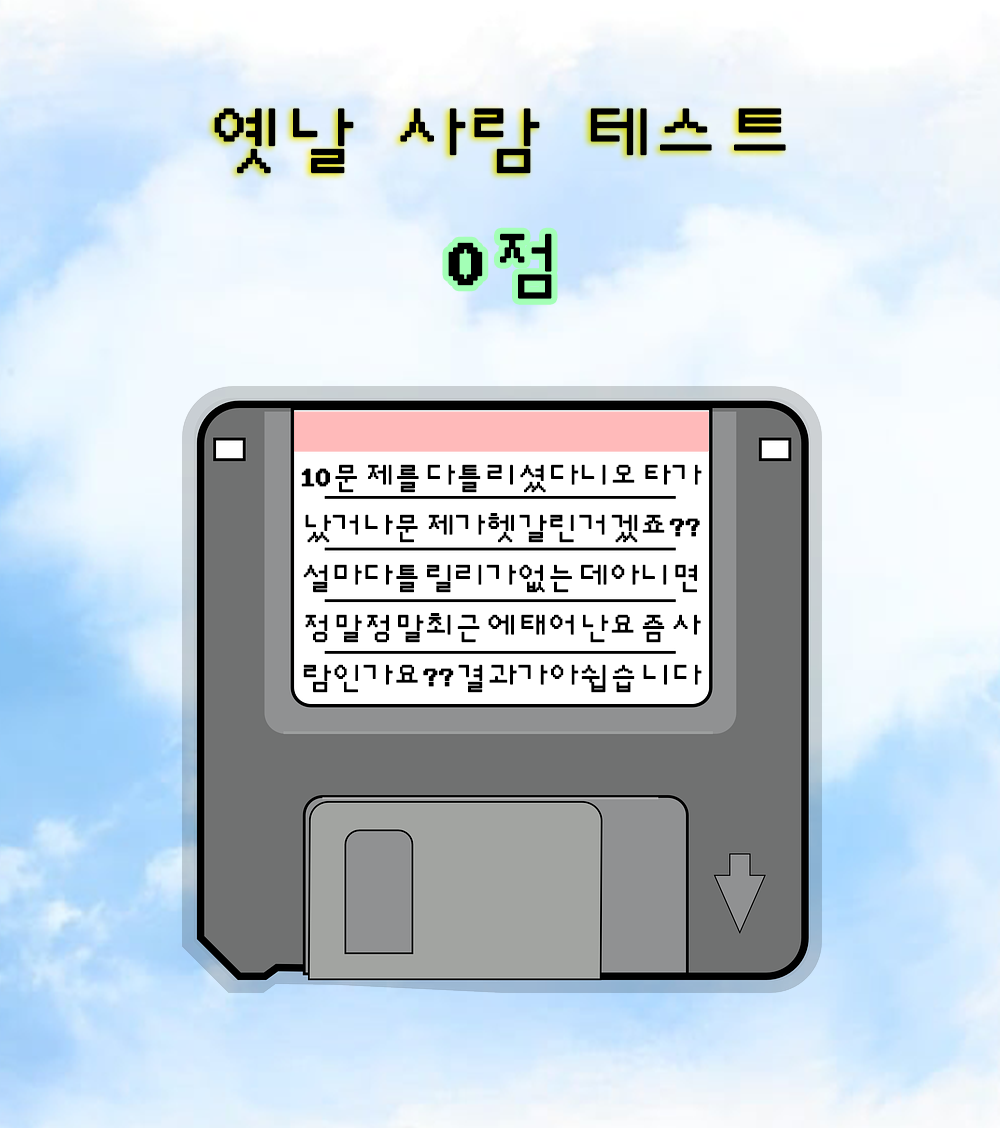 옛날 사람 테스트
0점
10문제를다틀리셨다니오타가
났거나문제가헷갈린거겠죠??
설마다틀릴리가없는데아니면
정말정말최근에태어난요즘사
람인가요??결과가아쉽습니다